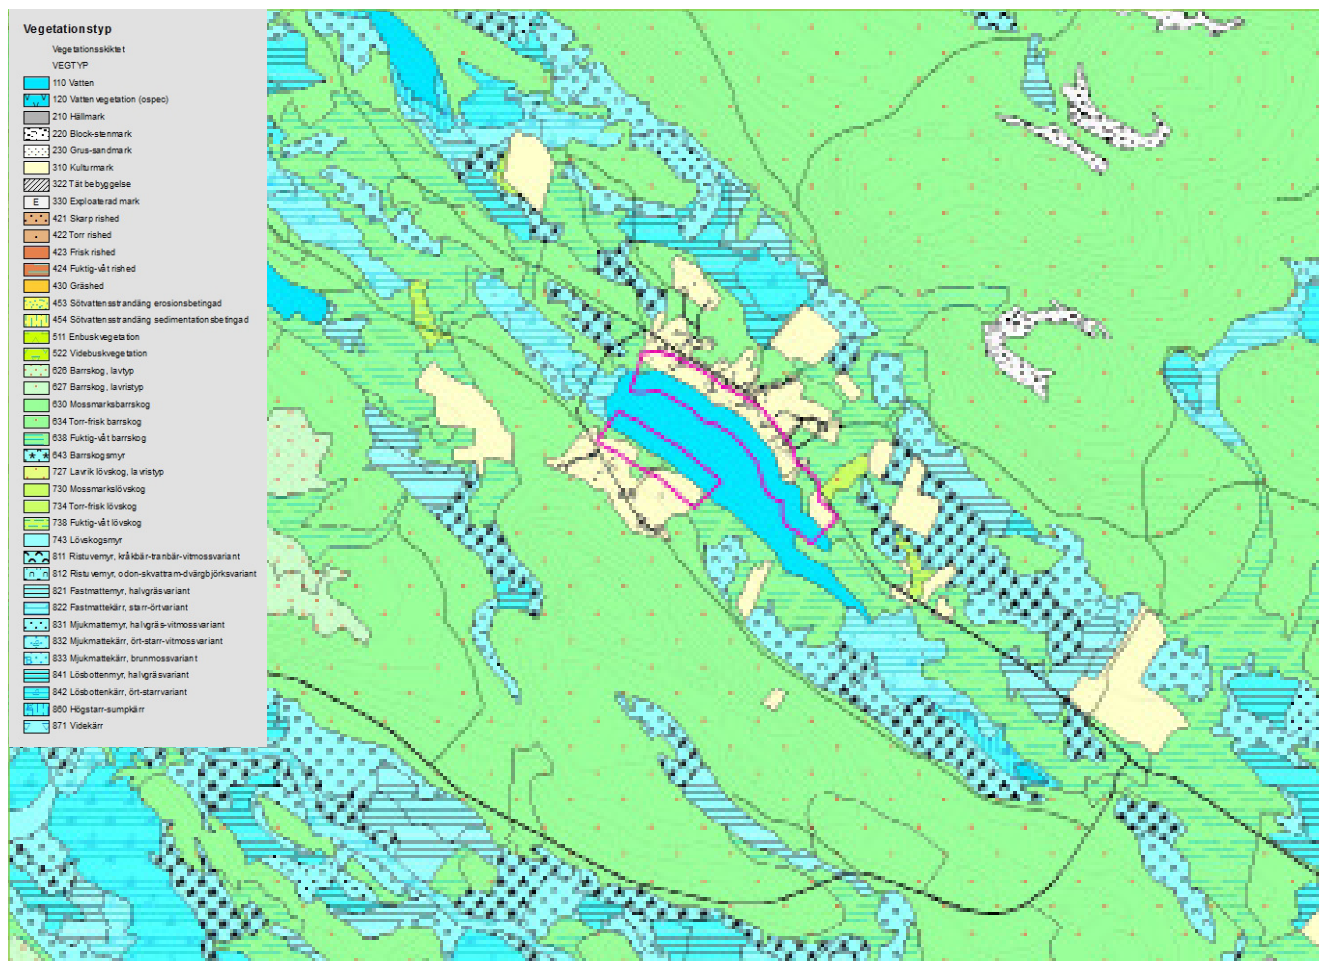 Vegetationstyp
Vegetationsskiktet
VEGTYP
110 Vatten
120 Vattenvegetation (ospec)
210 Hällmark
220 Block-stenmark
230 Grus-sandmark
310 Kulturmark
322 Tät bebyggelse
E 330 Exploaterad mark
421 Skarp rished
422 Torr rished
423 Frisk rished
424 Fuktig-våt rished
430 Gräshed
453 Sötvattensstrandäng erosionsbetingad
454 Sötvattensstrandäng sedimentationsbetingad
511 Enbuskvegetation
522 Videbuskvegetation
626 Barrskog, lavtyp
627 Barrskog, lavristyp
630 Mossmarksbarrskog
634 Torr-frisk barrskog
638 Fuktig-våt barrskog
643 Barrskogsmyr
727 Lavrik lövskog, lavristyp
730 Mossmarkslövskog
734 Torr-frisk lövskog
738 Fuktig-våt lövskog
743 Lövskogsmyr
811 Ristuvemyr, kråkbär-tranbär-vitmossvariant
812 Ristuvemyr, odon-skvattram-dvärgbjörksvariant
821 Fastmattemyr, halvgräsvariant
822 Fastmattekärr, starr-örtvariant
831 Mjukmattemyr, halvgräs-vitmossvariant
832 Mjukmattekärr, ört-starr-vitmossvariant
833 Mjukmattekärr, brunmossvariant
841 Lösbottenmyr, halvgräsvariant
842 Lösbottenkärr, ört-starrvariant
860 Högstarr-sumpkärr
871 Videkärr